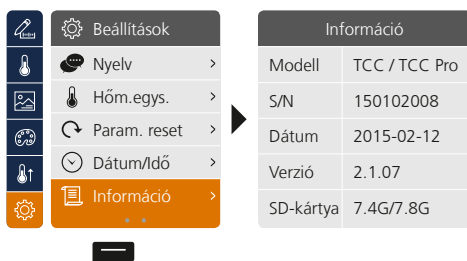 Beállítások
Nyelv
Hőm.egys.
Param. reset
Dátum/Idő
Információ
Információ
Modell TCC / TCC Pro
S/N 150102008
Dátum 2015-02-12
Verzió 2.1.07
SD-kártya 7.4G/7.8G